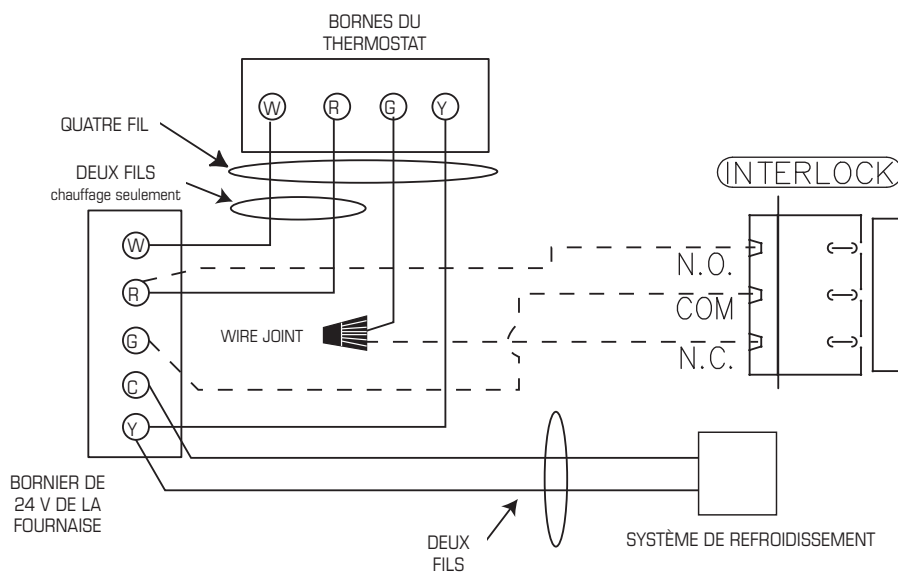 BORNES DU
THERMOSTAT
W R G Y
QUATRE FIL
DEUX FILS
chauffage seulement
INTERLOCK
W
R
G
C
Y
N.O.
COM
N.C.
WIRE JOINT
BORNIER DE
24 V DE LA
FOURNAISE
DEUX
FILS
SYSTÈME DE REFROIDISSEMENT